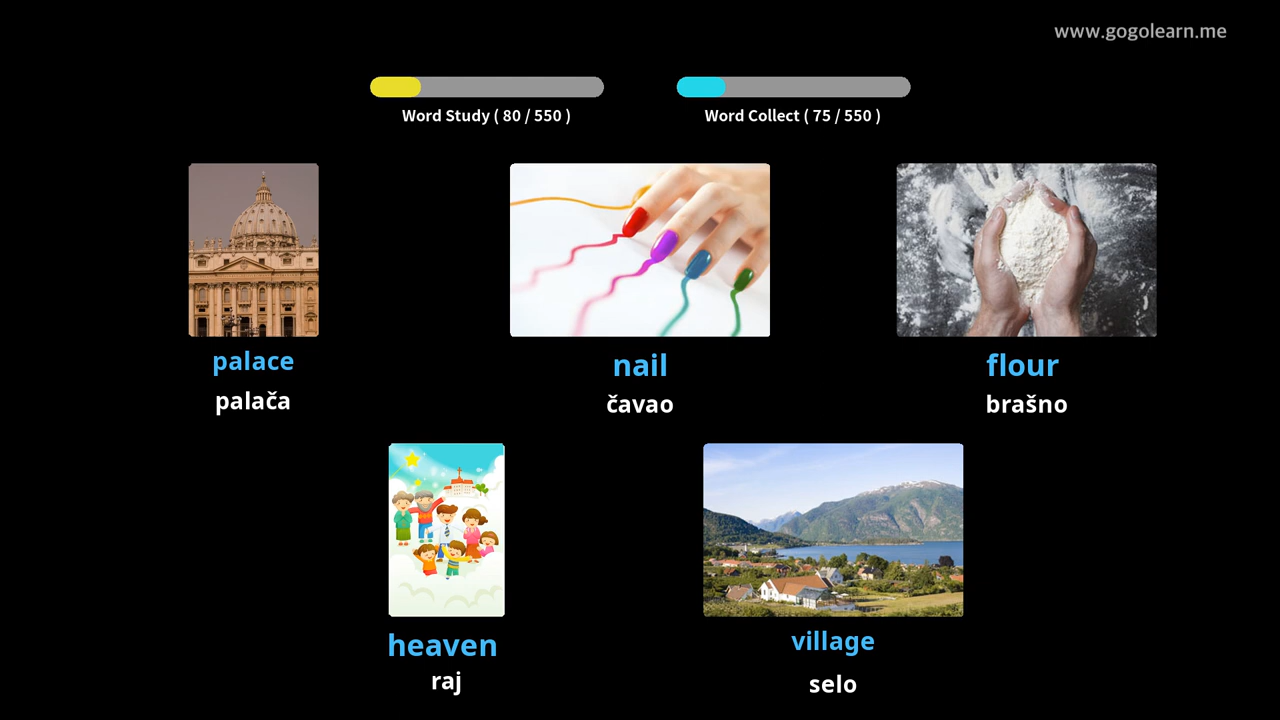 www.gogolearn.me
Word Study ( 80 / 550 )
Word Collect ( 75 / 550 )
palace
palača
nail
čavao
flour
brašno
heaven
raj
village
selo